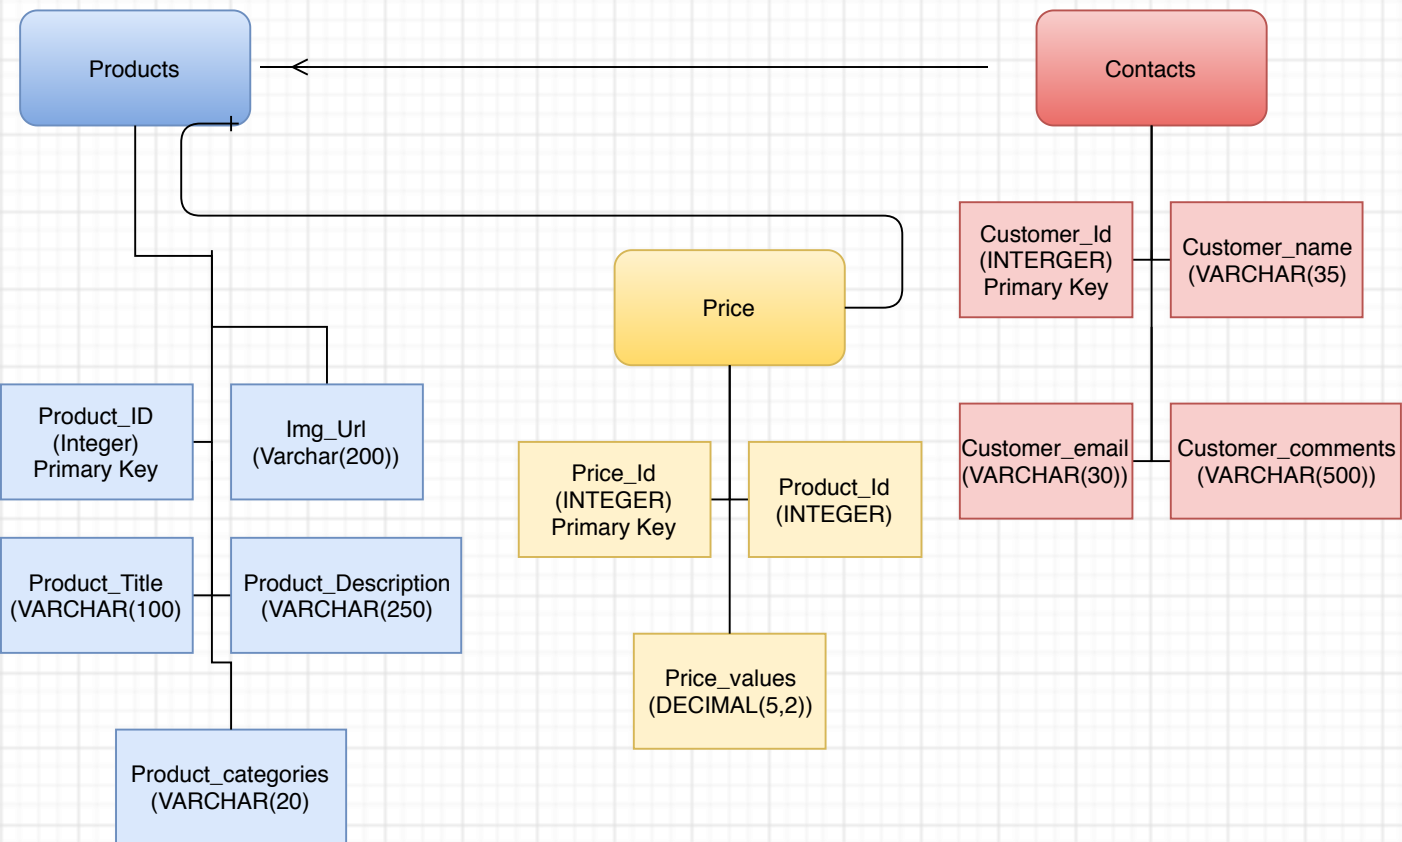 Products
Contacts
Price
Product_ID
(Integer)
Primary Key
Img_Url
(Varchar(200))
Product_Title
(VARCHAR(100)
Product_Description
(VARCHAR(250)
Product_categories
(VARCHAR(20)
Price_Id
(INTEGER)
Primary Key
Product_Id
(INTEGER)
Price_values
(DECIMAL(5,2))
Customer_Id
(INTERGER)
Primary Key
Customer_name
(VARCHAR(35)
Customer_email
(VARCHAR(30))
Customer_comments
(VARCHAR(500))